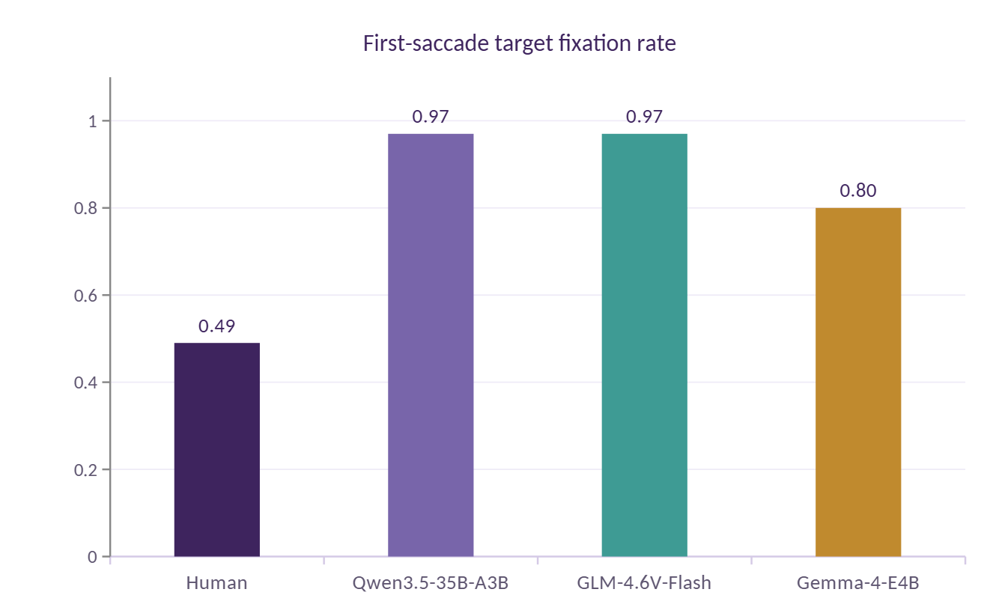 First-saccade target fixation rate
1
0.8
0.6
0.4
0.2
0
0.49
0.97
0.97
0.80
Human
Qwen3.5-35B-A3B
GLM-4.6V-Flash
Gemma-4-E4B